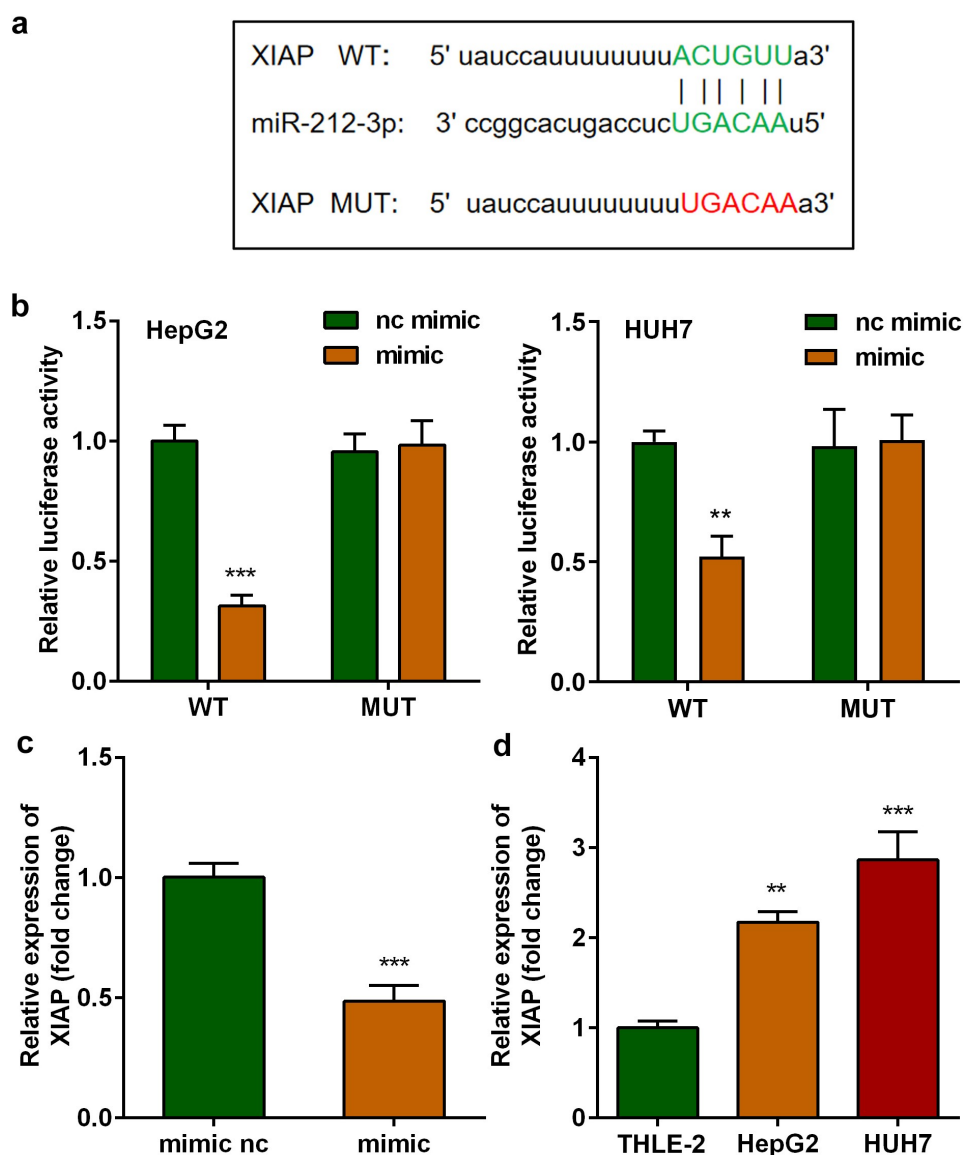 a
XIAP WT: 5' uauccauuuuuuuuACUGUUa3'
| | | | | |
miR-212-3p: 3' ccggcacugaccucUGACAAu5'
XIAP MUT: 5' uauccauuuuuuuuUGACAAa3'
b
HepG2
nc mimic
mimic
Relative luciferase activity
1.5
1.0
0.5
0.0
***
WT MUT
HUH7
nc mimic
mimic
Relative luciferase activity
1.5
1.0
0.5
0.0
**
WT MUT
c
Relative expression of
XIAP (fold change)
1.5
1.0
0.5
0.0
***
mimic nc mimic
d
Relative expression of
XIAP (fold change)
4
3
2
1
0
**
***
THLE-2 HepG2 HUH7